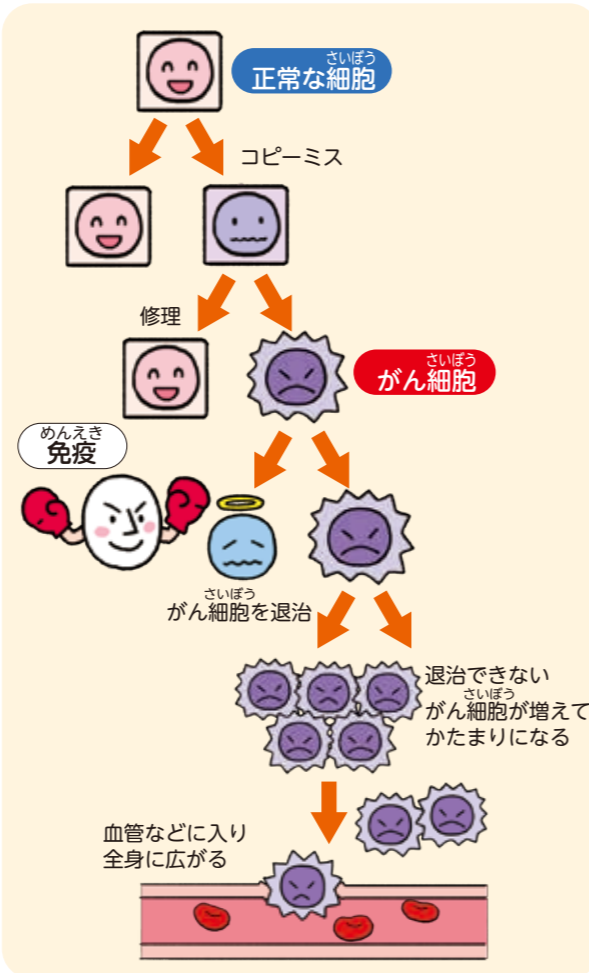 さいぼう
正常な細胞
コピーミス
修理
さいぼう
がん細胞
めんえき
免疫
さいぼう
がん細胞を退治
退治できない
さいぼう
がん細胞が増えて
かたまりになる
血管などに入り
全身に広がる